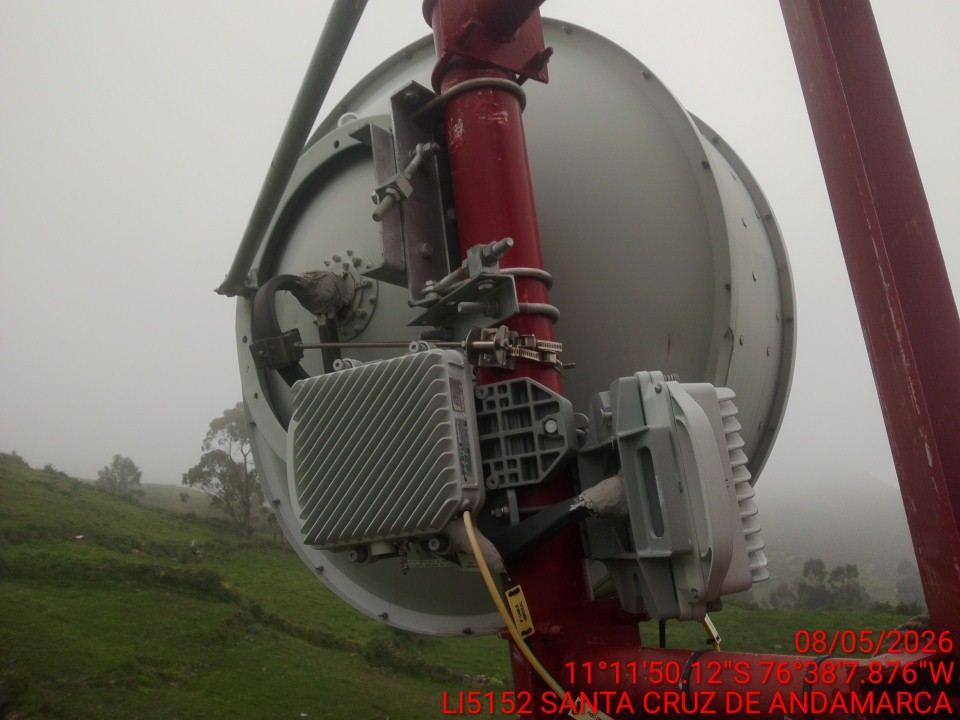 08/05/2026
11°11'50.12"S 76°38'7.876"W
LI5152 SANTA CRUZ DE ANDAMARCA